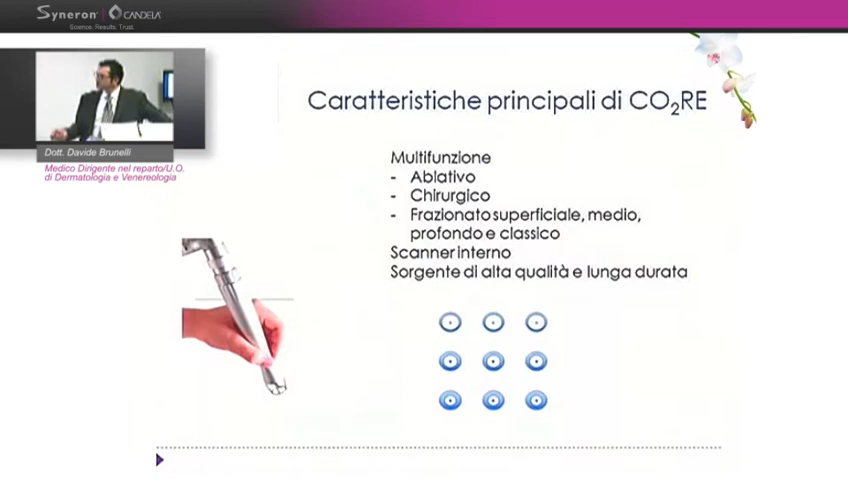 Syneron | CANDELA
Science. Results. Trust.
Caratteristiche principali di CO₂RE
Dott. Davide Brunelli
Medico Dirigente nel reparto/U.O.
di Dermatologia e Venereologia
Multifunzione
- Ablativo
- Chirurgico
- Frazionato superficiale, medio,
profondo e classico
Scanner interno
Sorgente di alta qualità e lunga durata